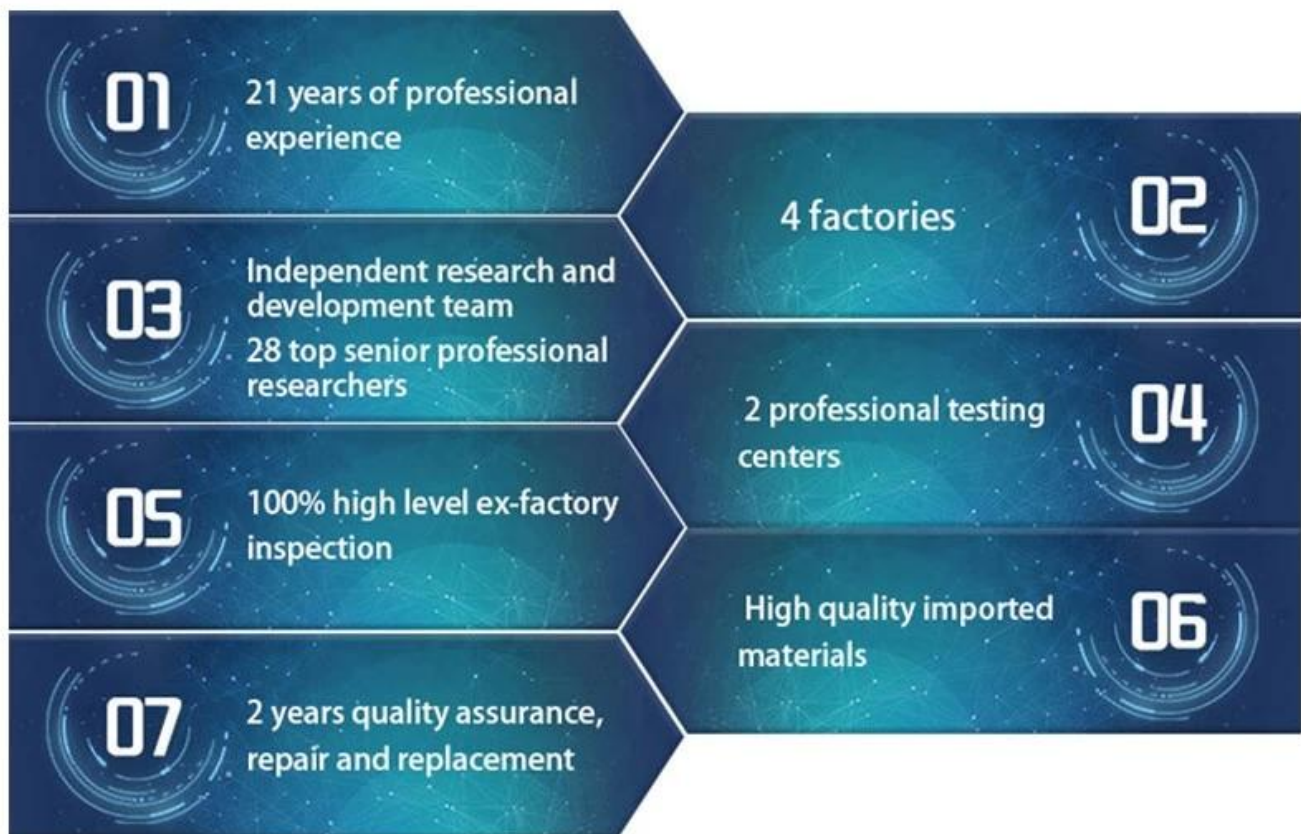 01
21 years of professional
experience
02
4 factories
03
Independent research and
development team
28 top senior professional
researchers
04
2 professional testing
centers
05
100% high level ex-factory
inspection
06
High quality imported
materials
07
2 years quality assurance,
repair and replacement